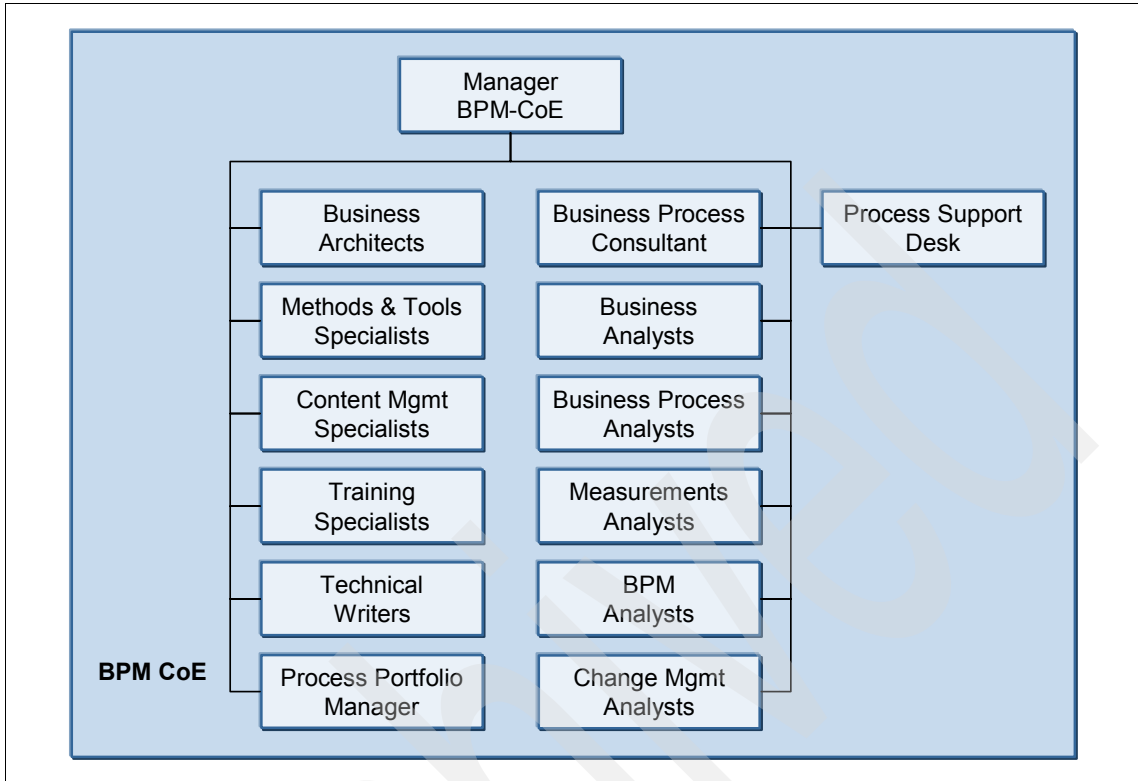 Manager
BPM-CoE
Business
Architects
Business Process
Consultant
Process Support
Desk
Methods & Tools
Specialists
Business
Analysts
Content Mgmt
Specialists
Business Process
Analysts
Training
Specialists
Measurements
Analysts
Technical
Writers
BPM
Analysts
BPM CoE
Process Portfolio
Manager
Change Mgmt
Analysts